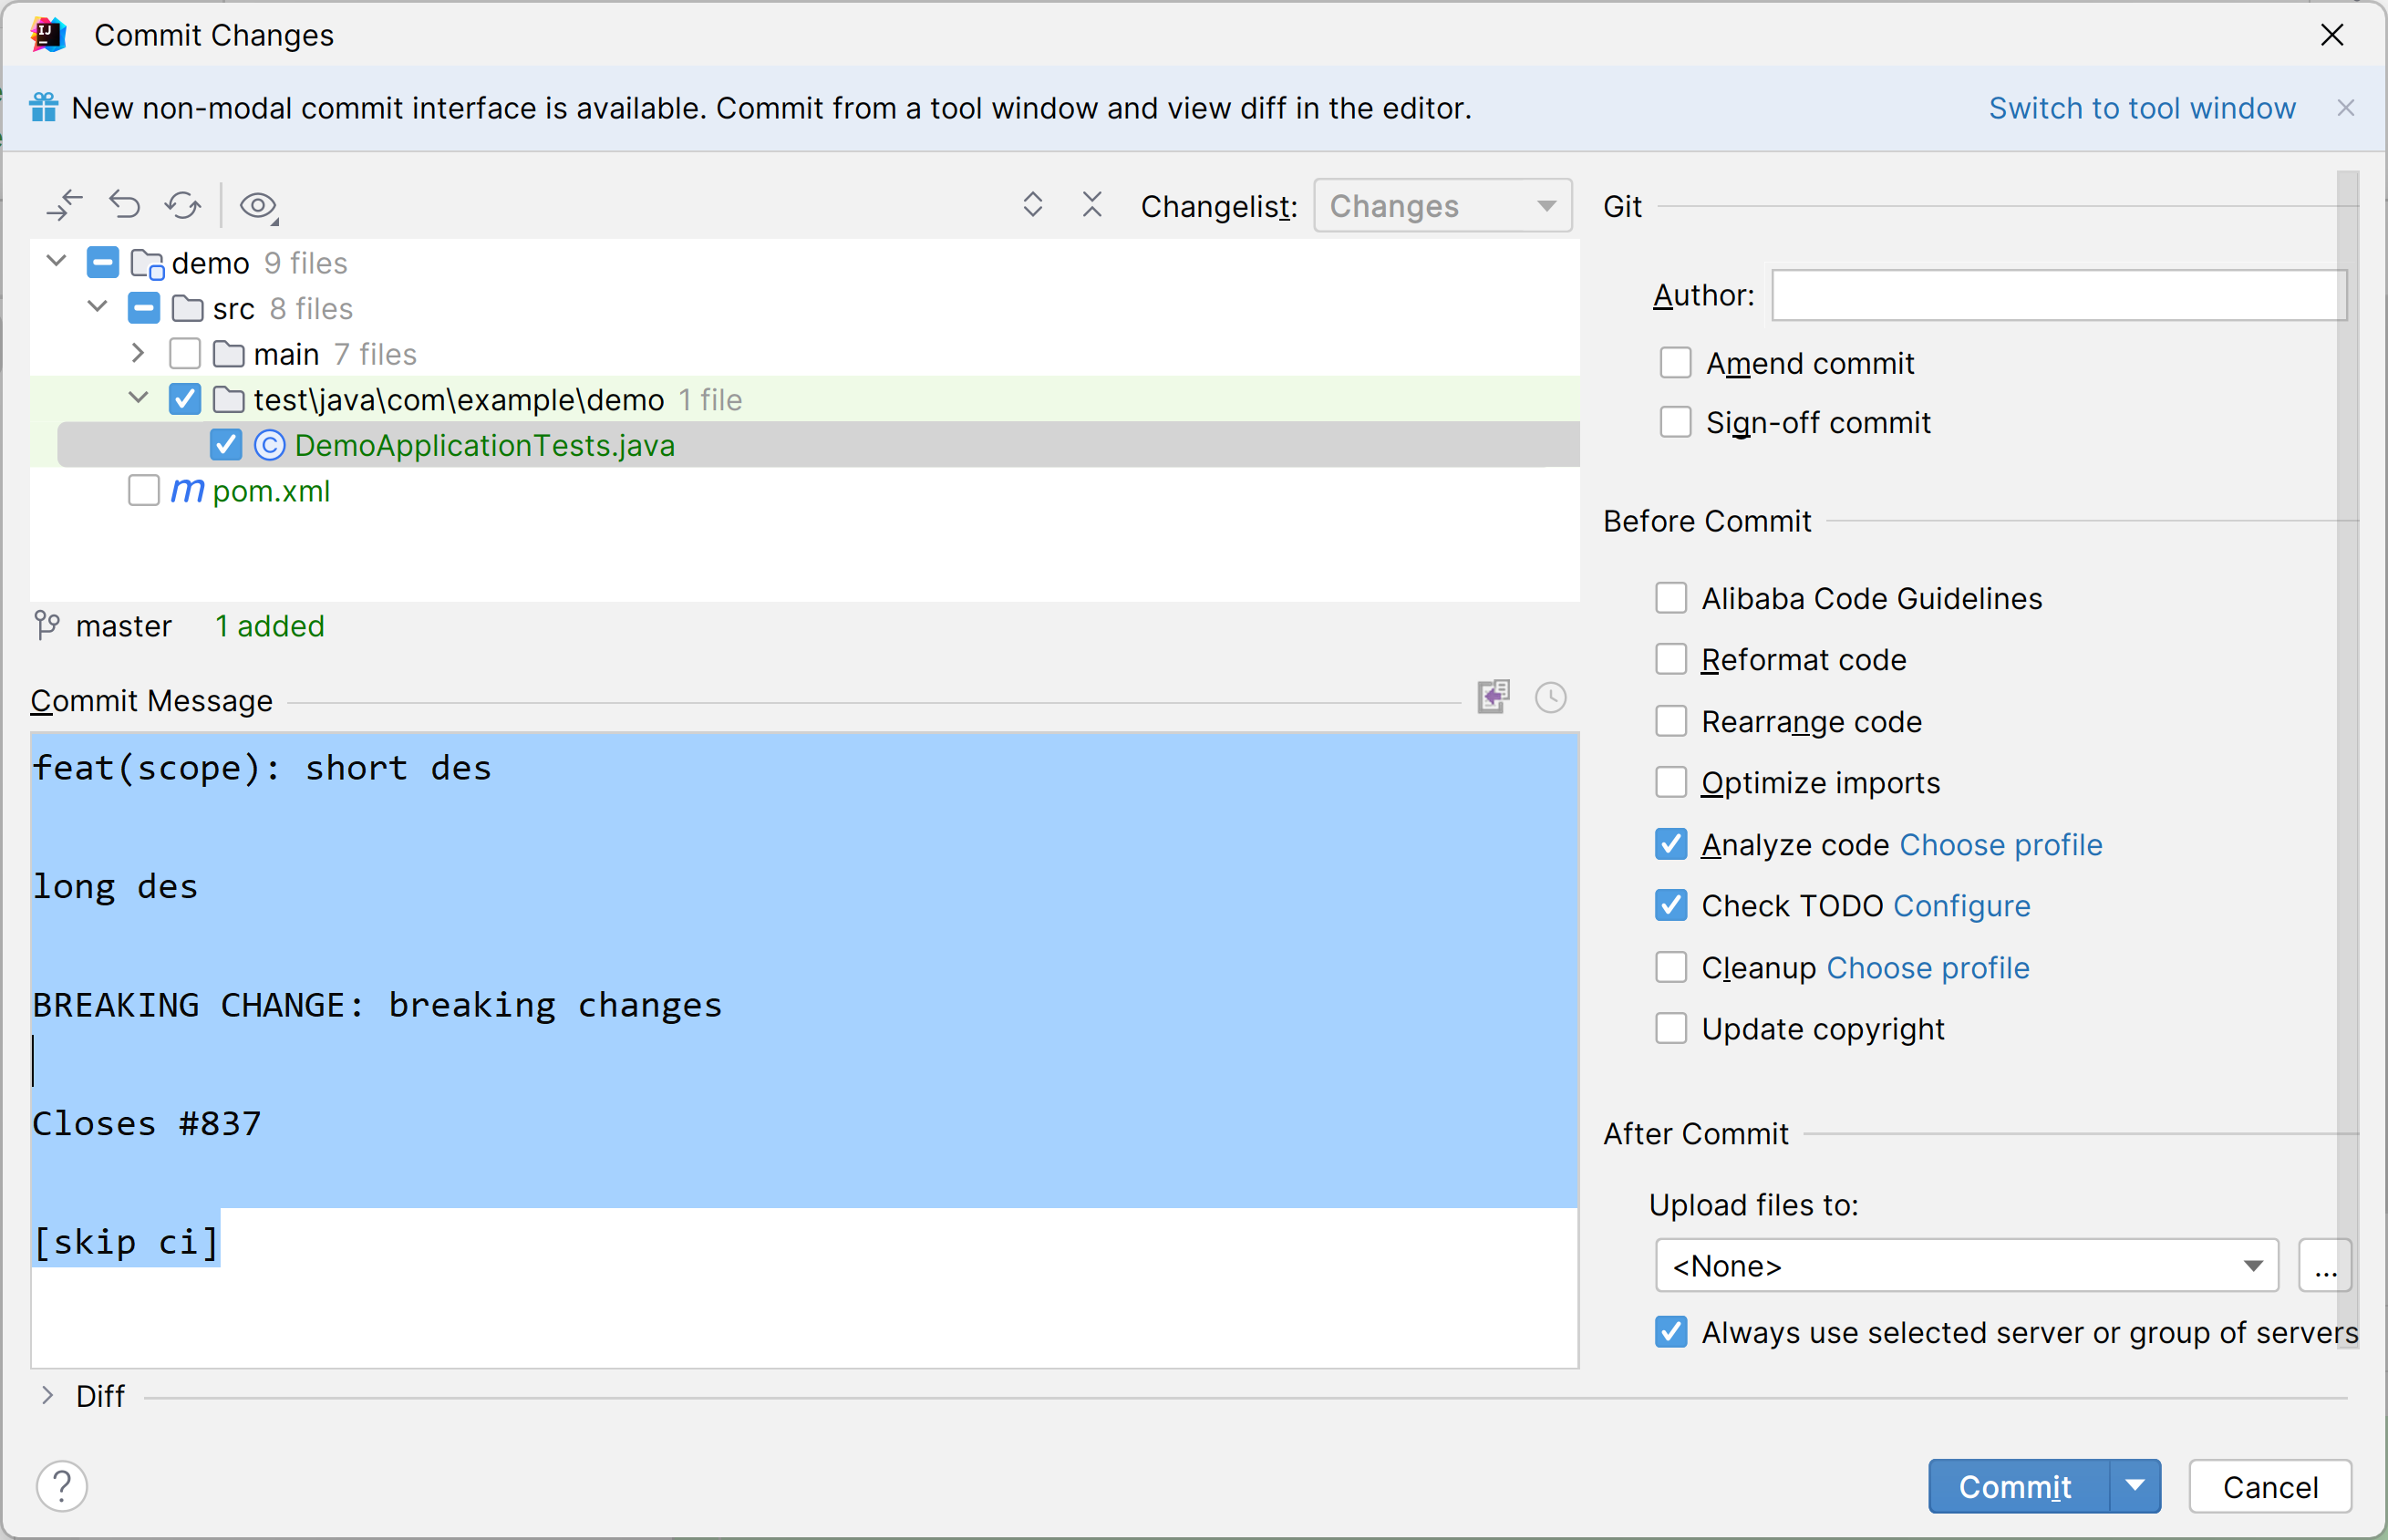 Commit Changes
New non-modal commit interface is available. Commit from a tool window and view diff in the editor.
Switch to tool window
Changelist: Changes
demo 9 files
src 8 files
main 7 files
test\java\com\example\demo 1 file
DemoApplicationTests.java
pom.xml
master 1 added
Commit Message
feat(scope): short des
long des
BREAKING CHANGE: breaking changes
Closes #837
[skip ci]
Diff
Git
Author:
Amend commit
Sign-off commit
Before Commit
Alibaba Code Guidelines
Reformat code
Rearrange code
Optimize imports
Analyze code Choose profile
Check TODO Configure
Cleanup Choose profile
Update copyright
After Commit
Upload files to:
<None> ...
Always use selected server or group of servers
? Commit Cancel